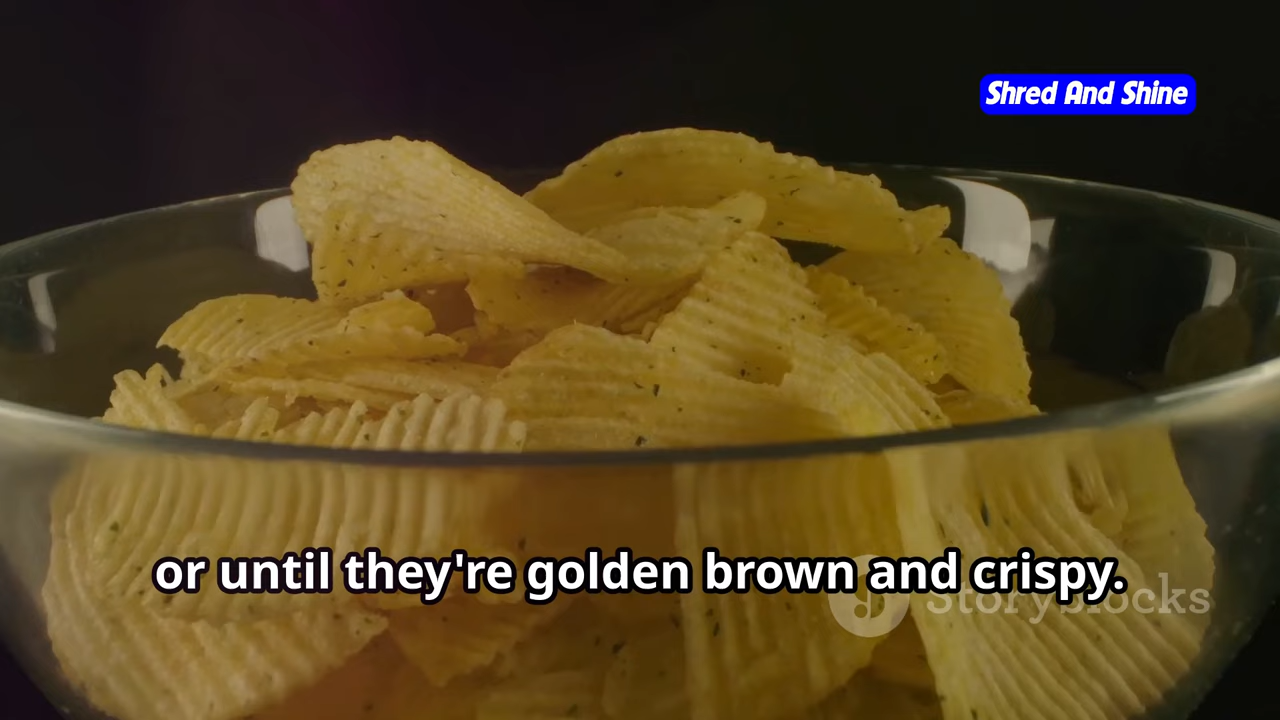 Shred And Shine
or until they're golden brown and crispy.
Storyblocks